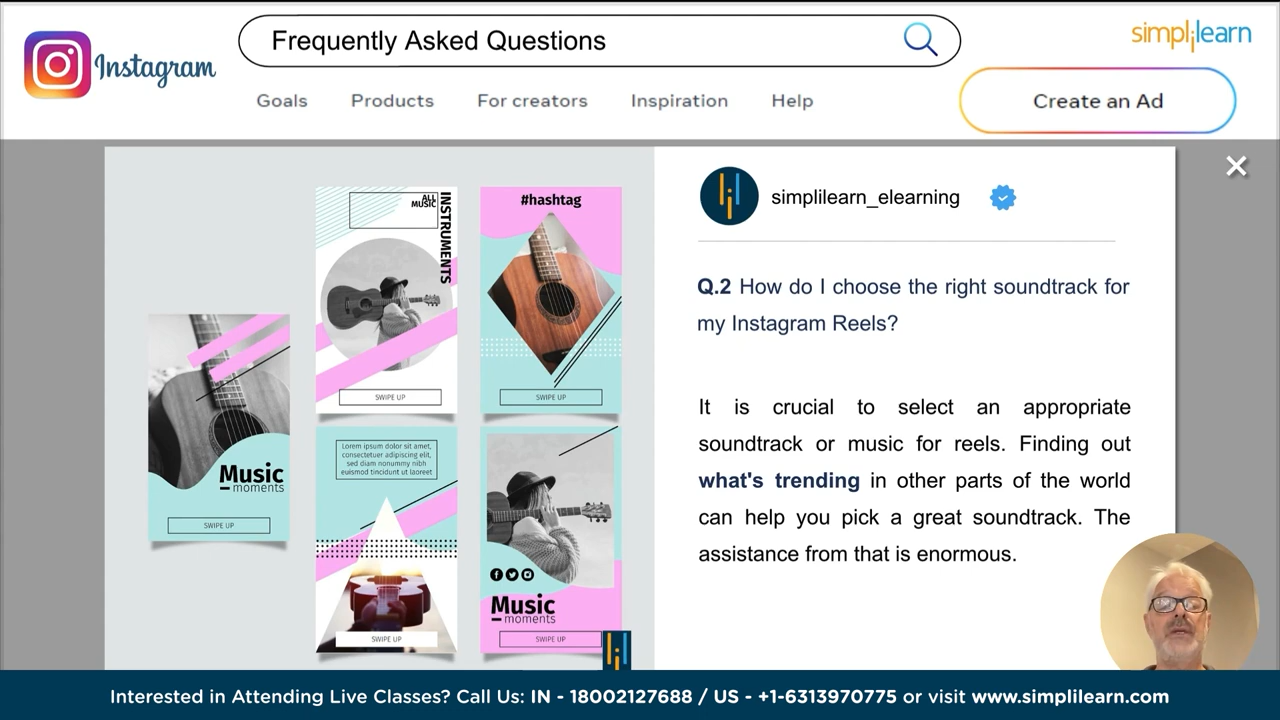 Instagram
Frequently Asked Questions
simplilearn
Goals
Products
For creators
Inspiration
Help
Create an Ad
ALL
MUSIC
INSTRUMENTS
SWIPE UP
#hashtag
SWIPE UP
Music
moments
SWIPE UP
Lorem ipsum dolor sit amet,
consectetuer adipiscing elit,
sed diam nonummy nibh
euismod tincidunt ut laoreet
SWIPE UP
Music
moments
SWIPE UP
simplilearn_elearning
Q.2 How do I choose the right soundtrack for
my Instagram Reels?
It is crucial to select an appropriate
soundtrack or music for reels. Finding out
what's trending in other parts of the world
can help you pick a great soundtrack. The
assistance from that is enormous.
Interested in Attending Live Classes? Call Us: IN - 18002127688 / US - +1-6313970775 or visit www.simplilearn.com